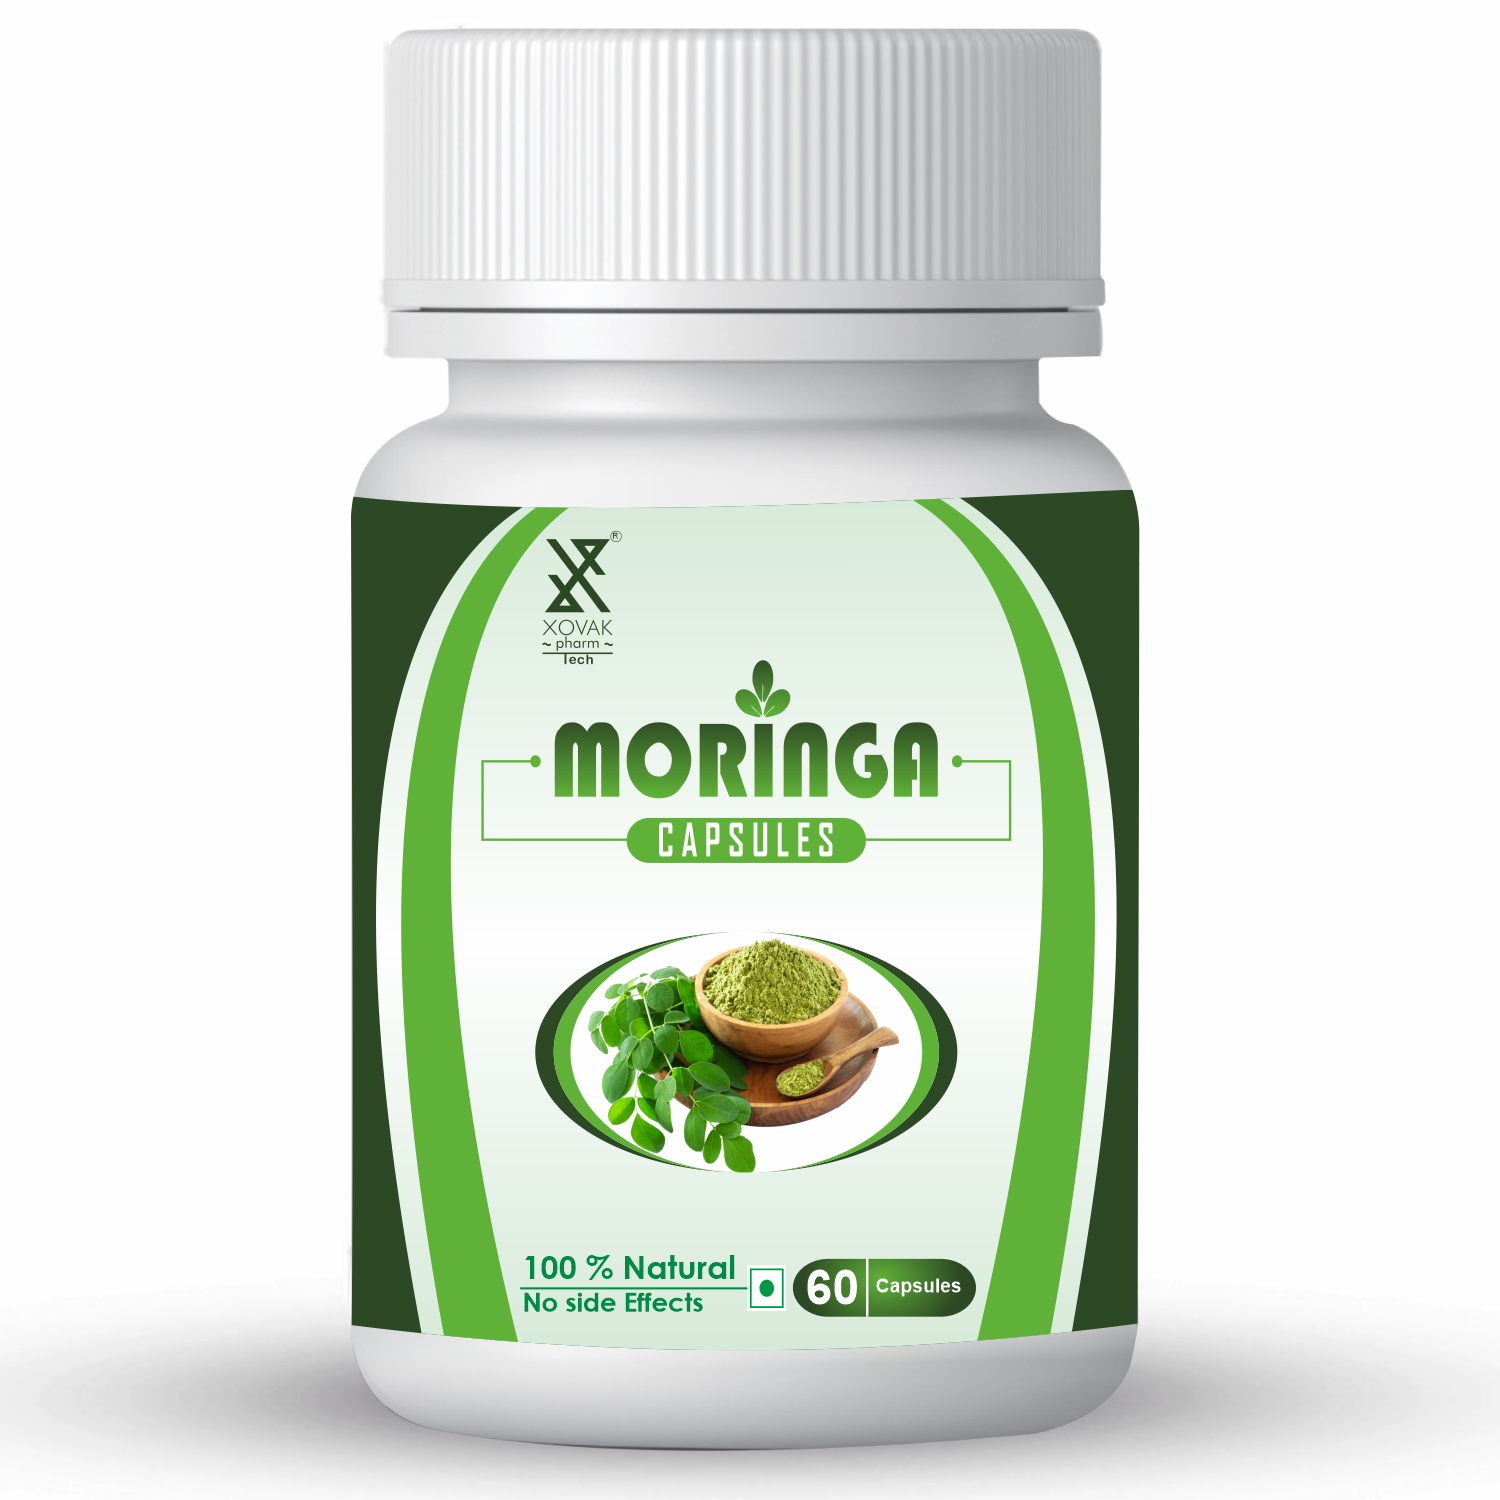 ®
XOVAK
~ pharm ~
Tech
MORINGA
CAPSULES
100 % Natural
No side Effects
60 Capsules